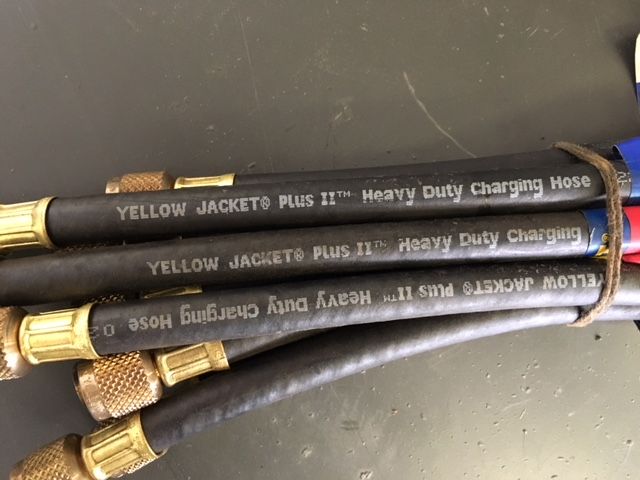 YELLOW JACKET® PLUS II™ HEAVY DUTY CHARGING HOSE
YELLOW JACKET® PLUS II™ HEAVY DUTY CHARGING
YELLOW JACKET® PLUS II™ HEAVY DUTY CHARGING HOSE